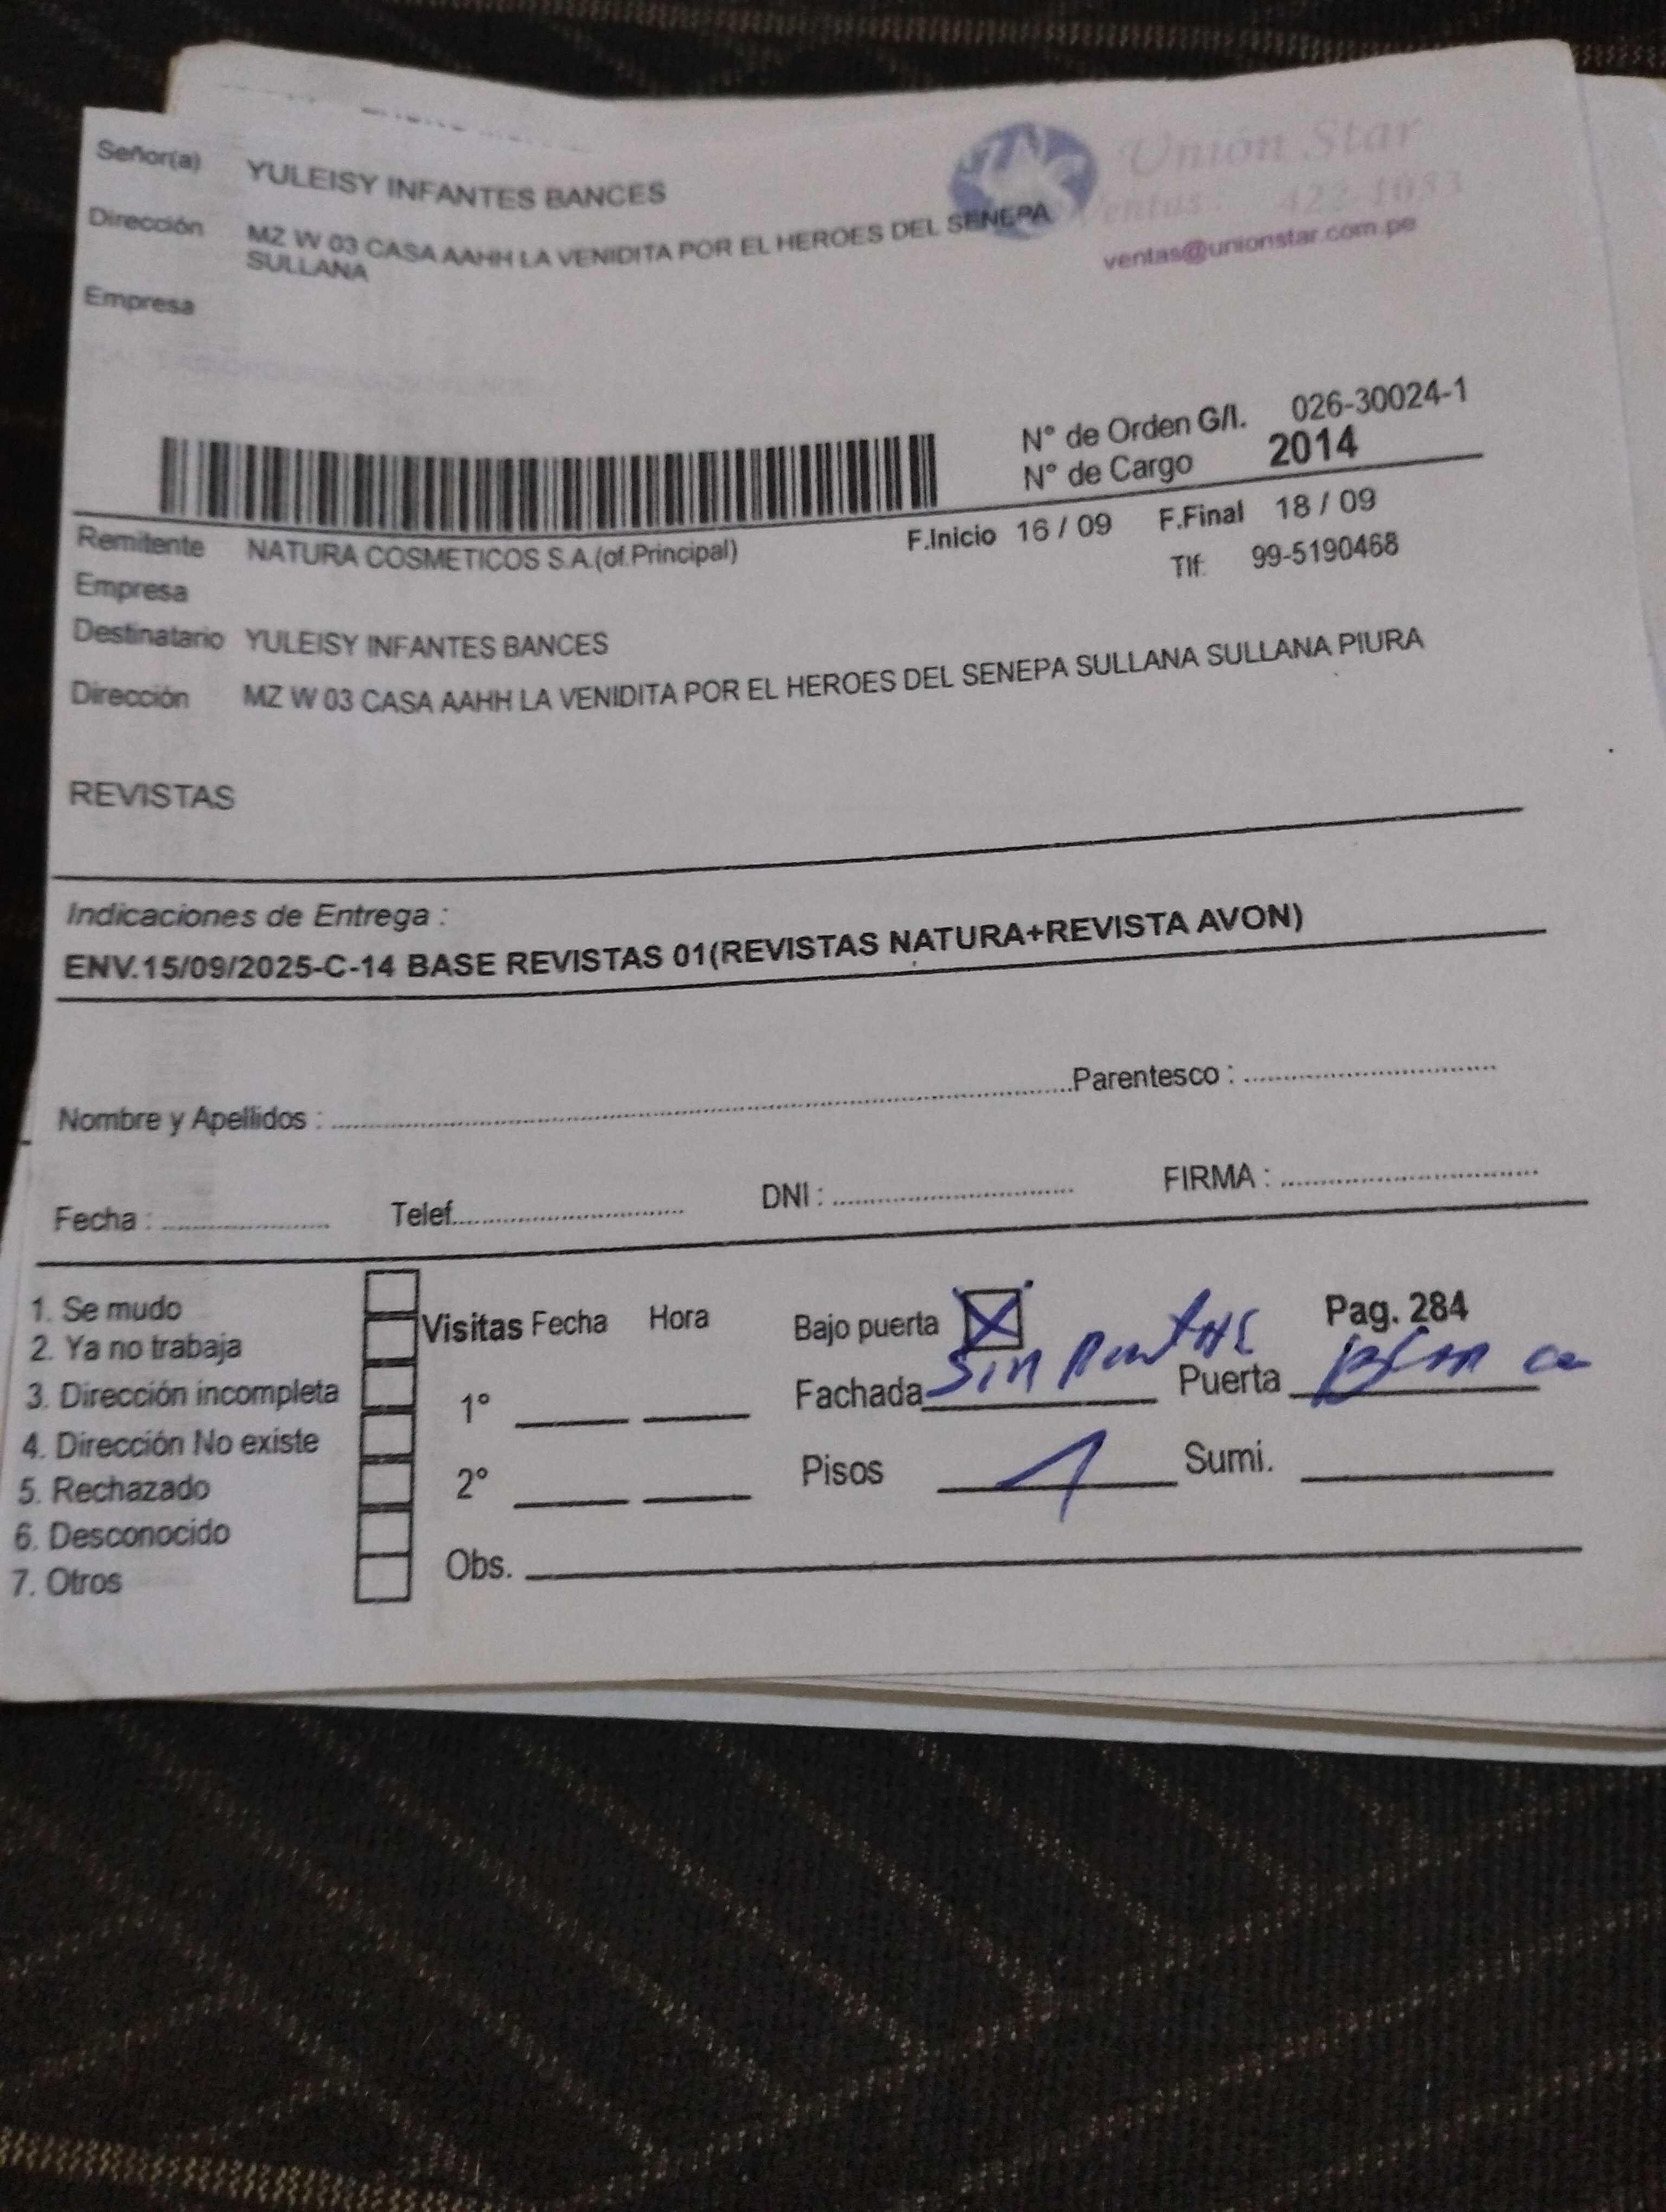 Señor(a) YULEISY INFANTES BANCES
Unión Star
Dirección MZ W 03 CASA AAHH LA VENIDITA POR EL HEROES DEL SENEPA
SULLANA
Ventas : 422-1053
ventas@unionstar.com.pe
Empresa
N° de Orden G/I. 026-30024-1
N° de Cargo 2014
Remitente NATURA COSMETICOS S.A.(of.Principal) F.Inicio 16 / 09 F.Final 18 / 09
Empresa Tlf: 99-5190468
Destinatario YULEISY INFANTES BANCES
Dirección MZ W 03 CASA AAHH LA VENIDITA POR EL HEROES DEL SENEPA SULLANA SULLANA PIURA
REVISTAS
Indicaciones de Entrega :
ENV.15/09/2025-C-14 BASE REVISTAS 01(REVISTAS NATURA+REVISTA AVON)
Nombre y Apellidos : Parentesco :
Fecha : Telef. DNI : FIRMA :
1. Se mudo
2. Ya no trabaja
3. Dirección incompleta
4. Dirección No existe
5. Rechazado
6. Desconocido
7. Otros
Visitas Fecha Hora
1°
2°
Obs.
Bajo puerta X Pag. 284
Fachada Sin Puerta
Pisos 1 Sumi.